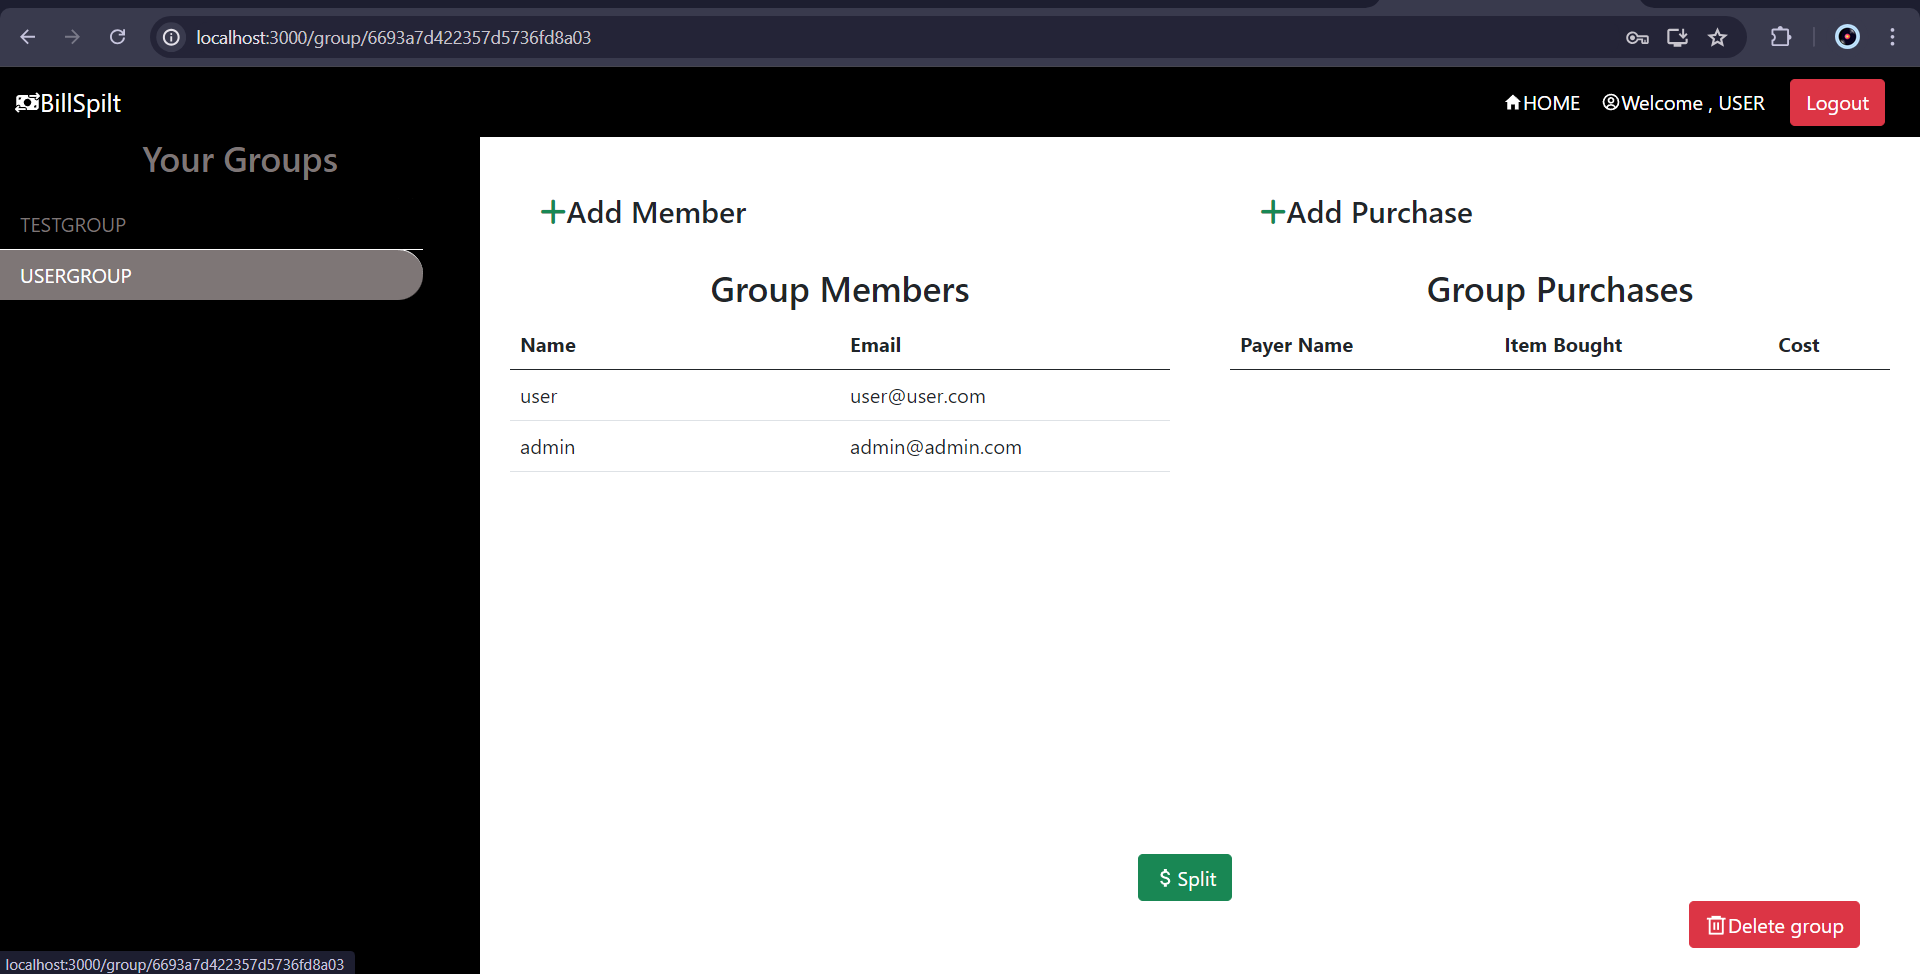 localhost:3000/group/6693a7d422357d5736fd8a03
BillSpilt
HOME
Welcome , USER
Logout
Your Groups
TESTGROUP
USERGROUP
Add Member
Add Purchase
Group Members
Name Email
user user@user.com
admin admin@admin.com
Group Purchases
Payer Name Item Bought Cost
$ Split
Delete group
localhost:3000/group/6693a7d422357d5736fd8a03